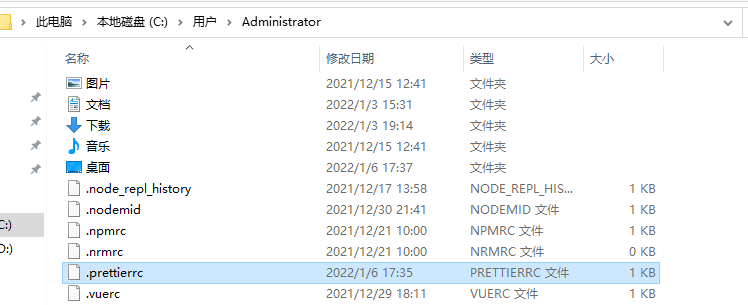 此电脑 > 本地磁盘 (C:) > 用户 > Administrator
名称 修改日期 类型 大小
图片 2021/12/15 12:41 文件夹
文档 2022/1/3 15:31 文件夹
下载 2022/1/3 19:14 文件夹
音乐 2021/12/15 12:41 文件夹
桌面 2022/1/6 17:37 文件夹
.node_repl_history 2021/12/17 13:58 NODE_REPL_HIS... 1 KB
.nodemid 2021/12/30 21:41 NODEMID 文件 1 KB
C:) .npmrc 2021/12/21 10:00 NPMRC 文件 1 KB
D:) .nrmrc 2021/12/21 10:00 NRMRC 文件 0 KB
.prettierrc 2022/1/6 17:35 PRETTIERRC 文件 1 KB
.vuerc 2021/12/29 18:11 VUERC 文件 1 KB